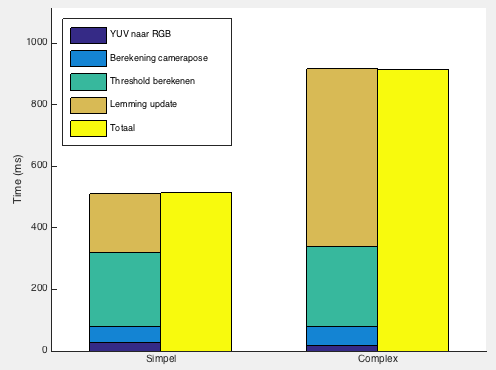 YUV naar RGB
Berekening camerapose
Threshold berekenen
Lemming update
Totaal
Time (ms)
1000
800
600
400
200
0
Simpel Complex